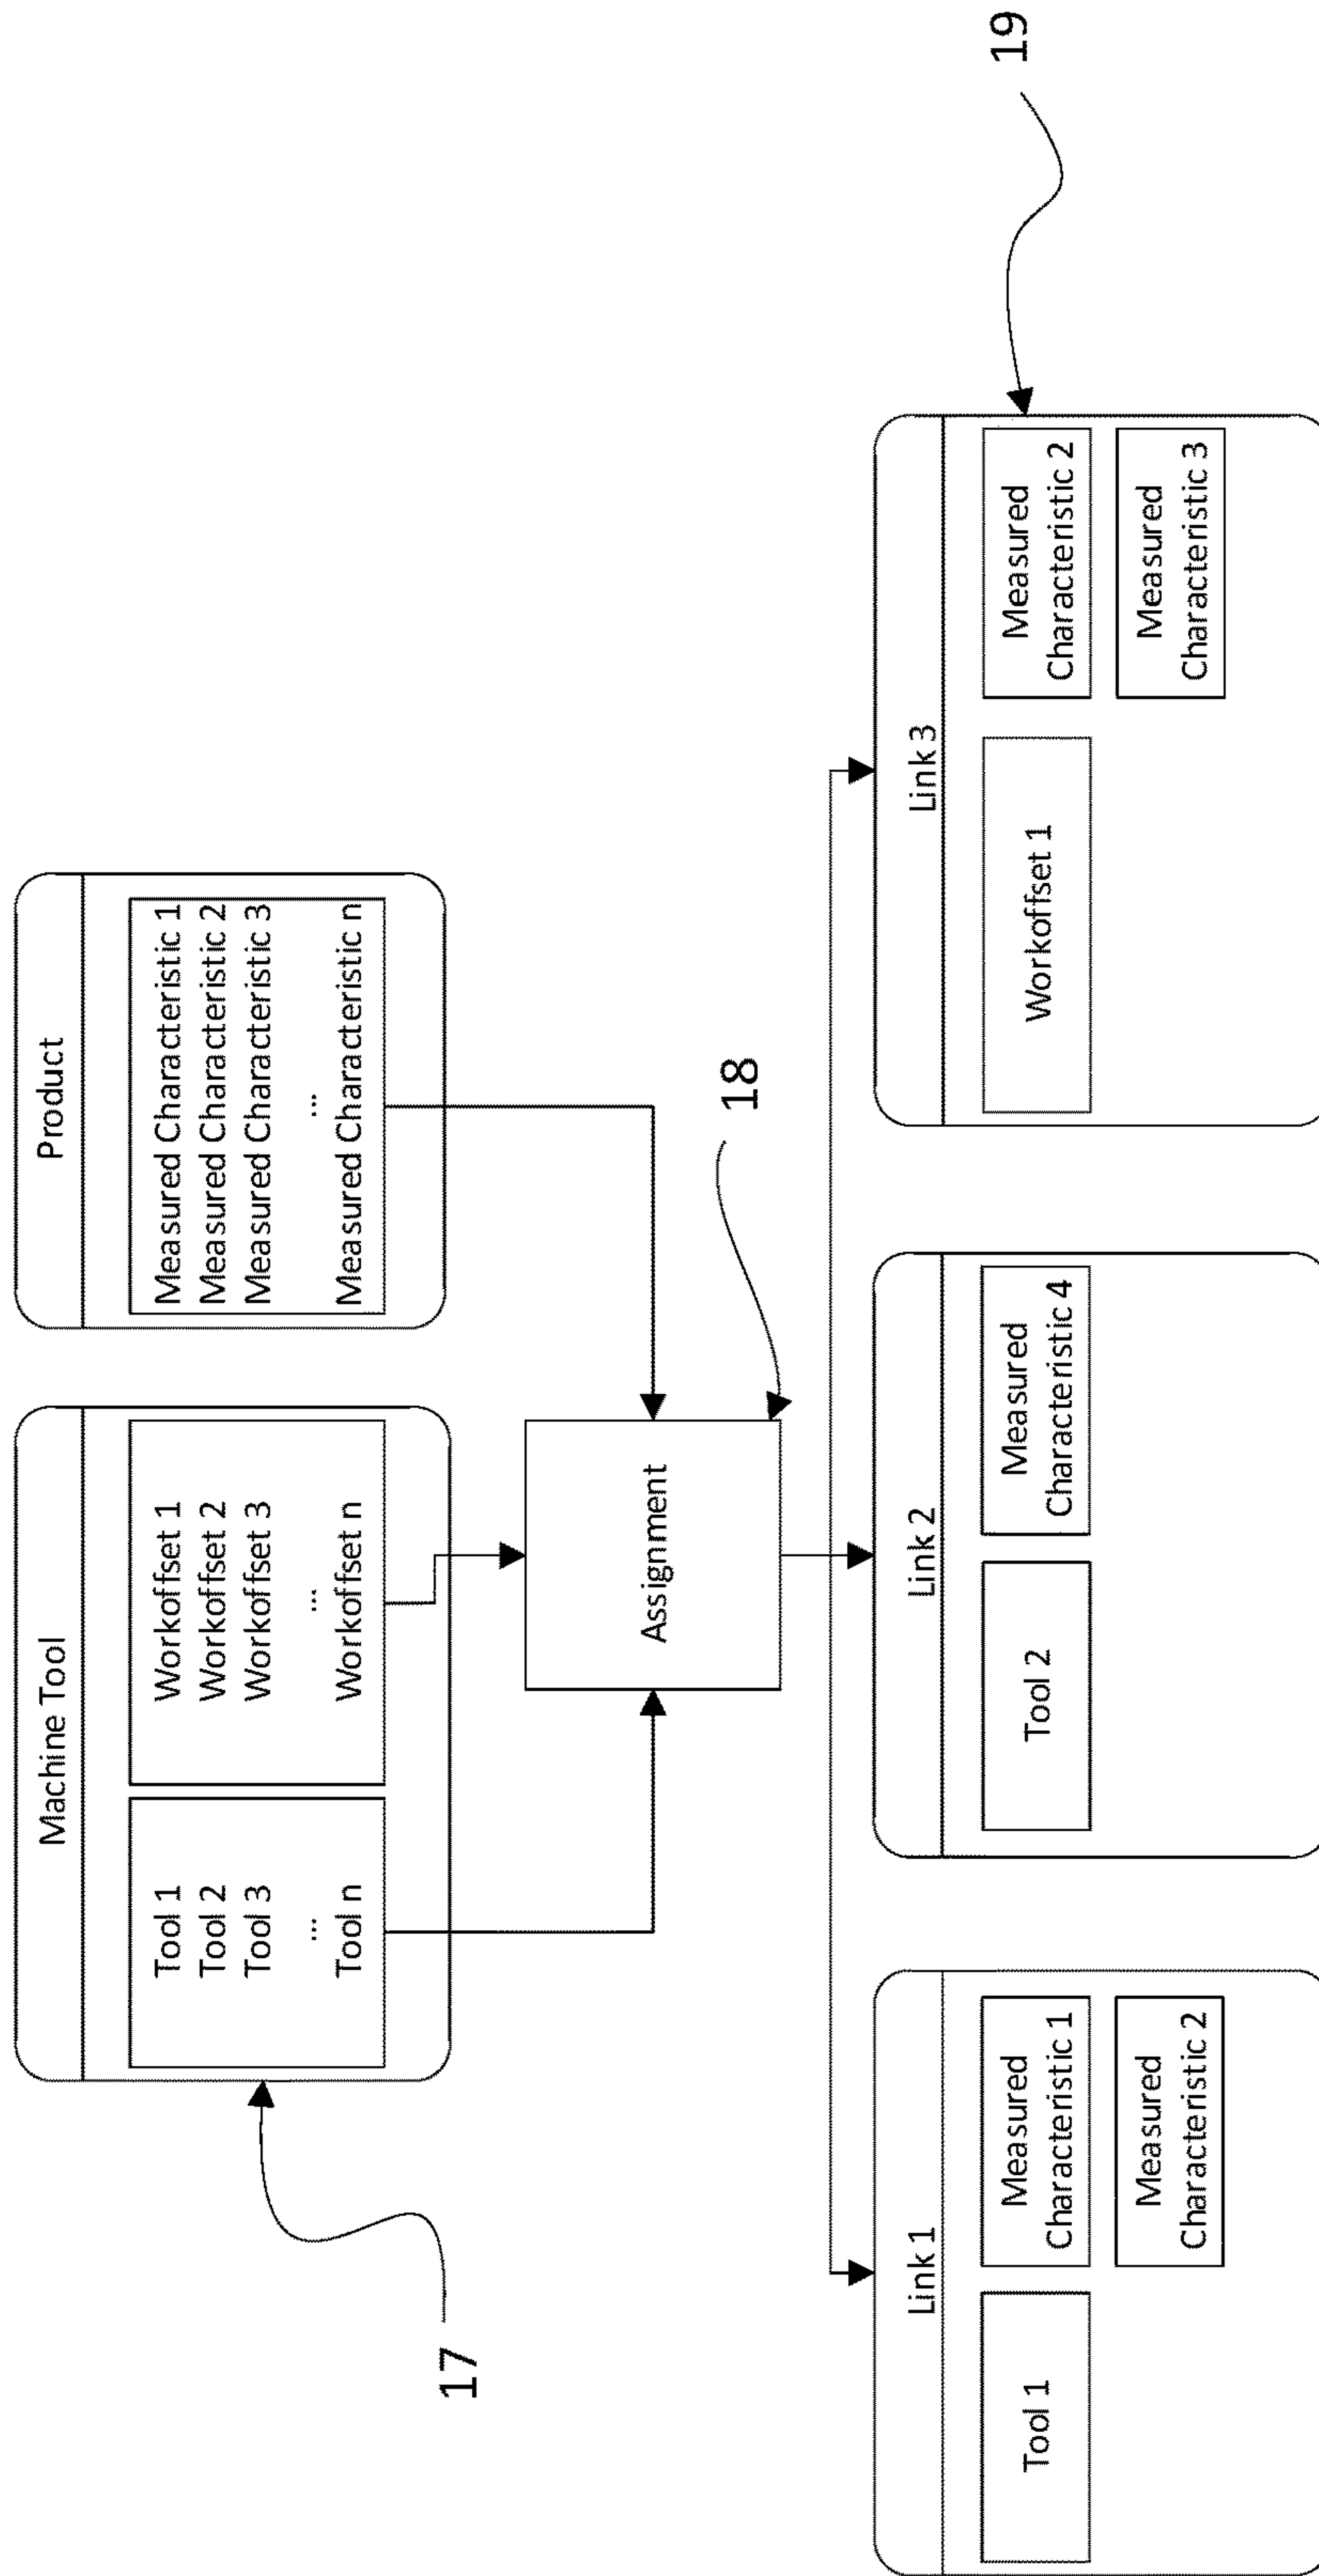 Machine Tool
Tool 1
Tool 2
Tool 3
...
Tool n
Workoffset 1
Workoffset 2
Workoffset 3
...
Workoffset n
Product
Measured Characteristic 1
Measured Characteristic 2
Measured Characteristic 3
...
Measured Characteristic n
17
Assignment
18
Link 1
Tool 1
Measured
Characteristic 1
Measured
Characteristic 2
Link 2
Tool 2
Measured
Characteristic 4
Link 3
Workoffset 1
Measured
Characteristic 2
Measured
Characteristic 3
19